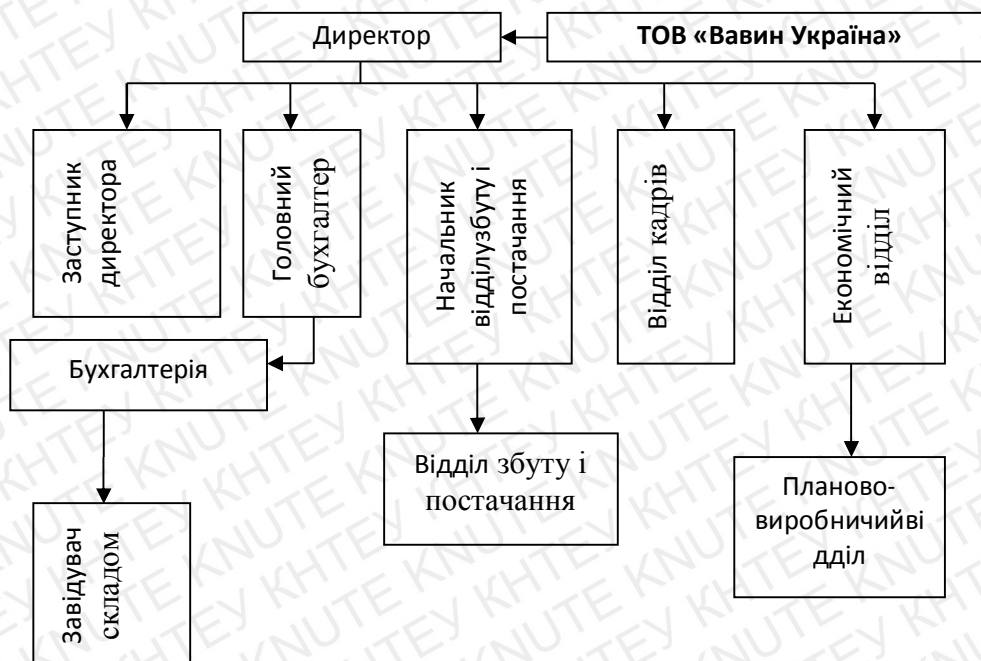 Директор
ТОВ «Вавин Україна»
Заступник
директора
Головний
бухгалтер
Начальник
відділузбуту і
постачання
Відділ кадрів
Економічний
відділ
Бухгалтерія
Відділ збуту і
постачання
Планово-
виробничийві
дділ
Завідувач
складом